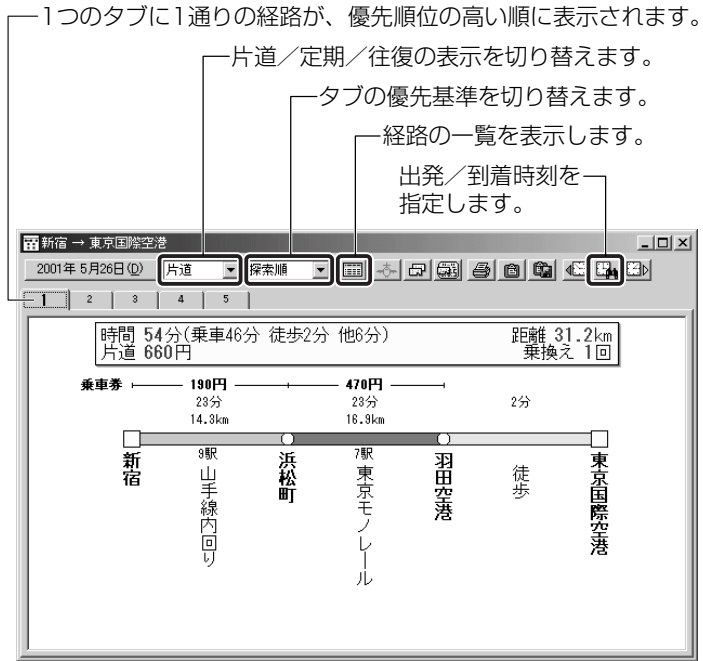 1つのタブに1通りの経路が、優先順位の高い順に表示されます。
片道／定期／往復の表示を切り替えます。
タブの優先基準を切り替えます。
経路の一覧を表示します。
出発／到着時刻を
指定します。
新宿 → 東京国際空港
2001年 5月26日(D) 片道 探索順
1 2 3 4 5
時間 54分(乗車46分 徒歩2分 他6分) 距離 31.2km
片道 660円 乗換え 1回
乗車券 190円 470円
23分 23分 2分
14.3km 16.9km
9駅 7駅
新宿 山手線内回り 浜松町 東京モノレール 羽田空港 徒歩 東京国際空港